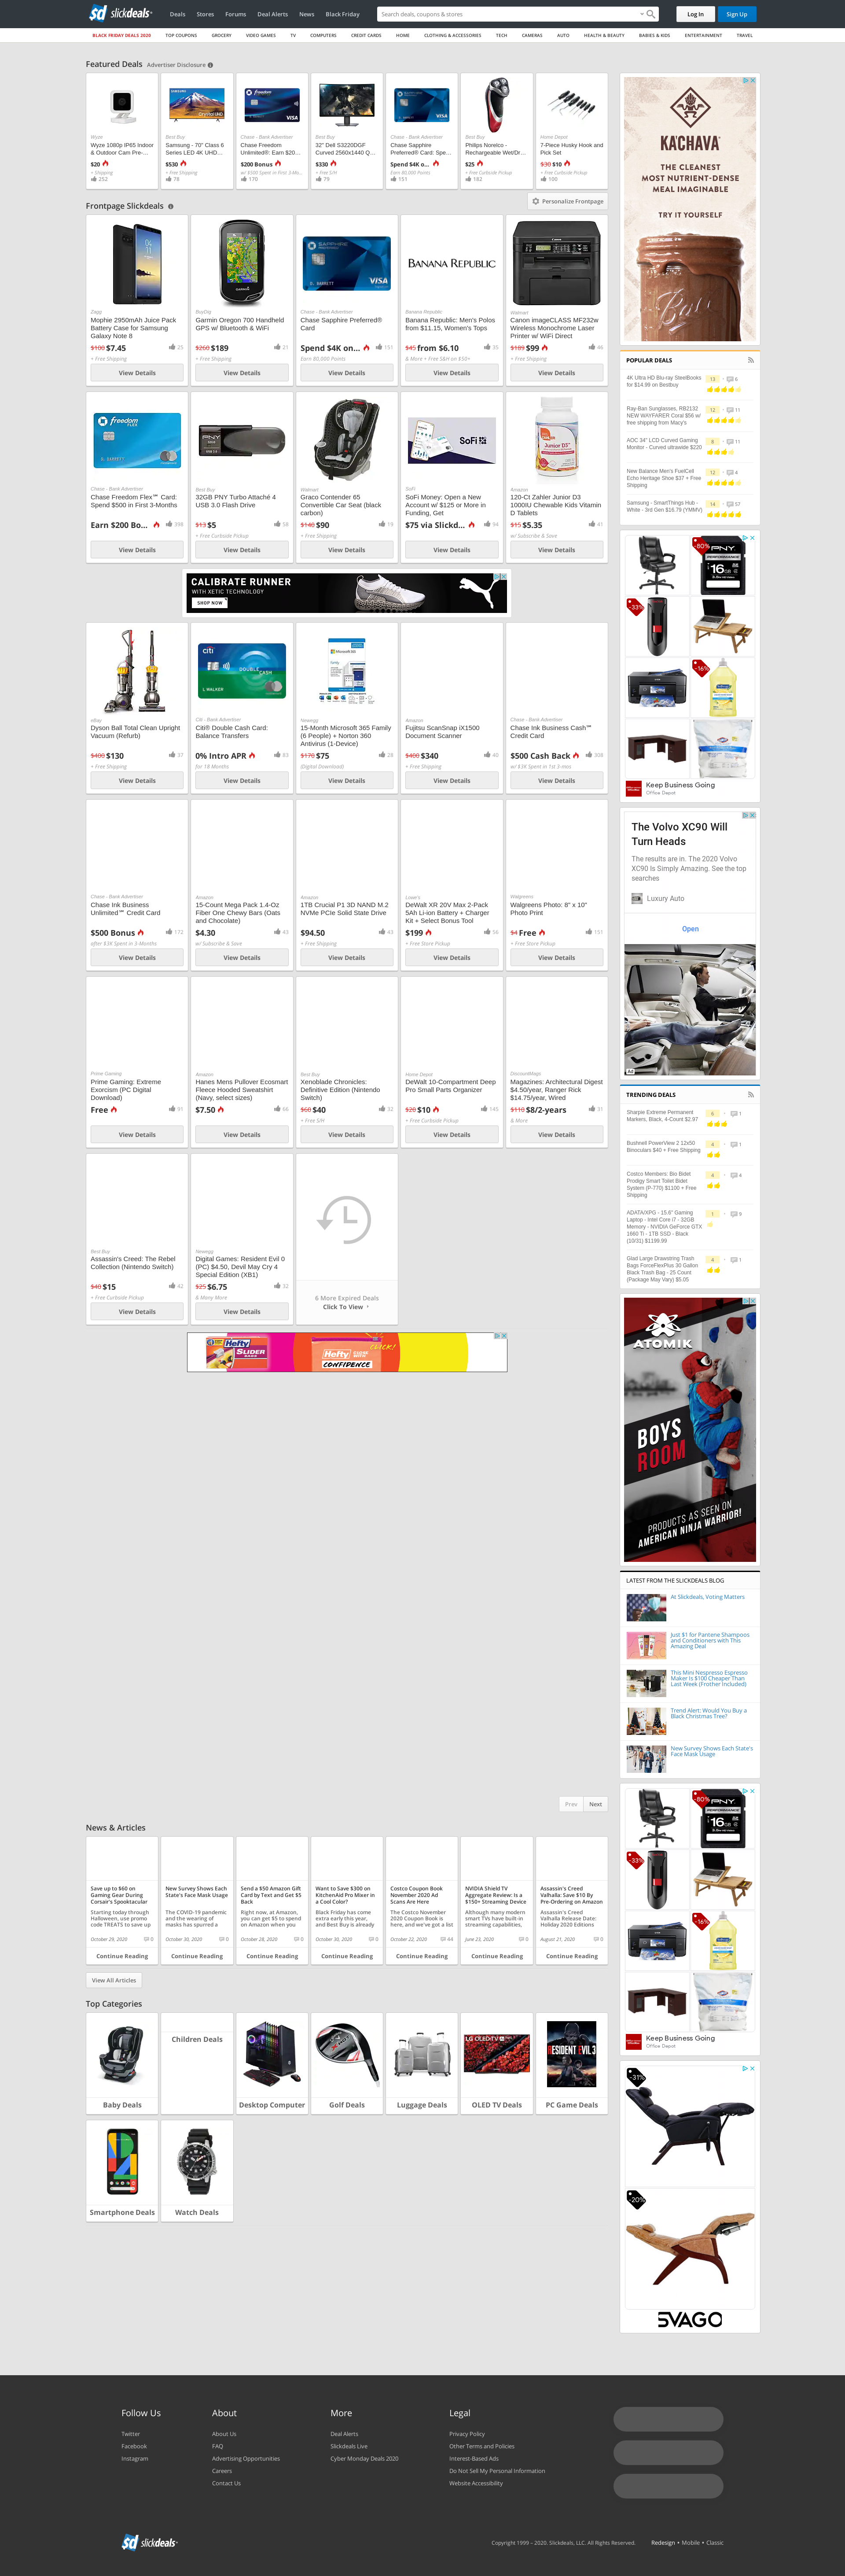 slickdeals
Deals
Stores
Forums
Deal Alerts
News
Black Friday
Search deals, coupons & stores
Log In
Sign Up
BLACK FRIDAY DEALS 2020
TOP COUPONS
GROCERY
VIDEO GAMES
TV
COMPUTERS
CREDIT CARDS
HOME
CLOTHING & ACCESSORIES
TECH
CAMERAS
AUTO
HEALTH & BEAUTY
BABIES & KIDS
ENTERTAINMENT
TRAVEL
Featured Deals Advertiser Disclosure
Wyze
Wyze 1080p IP65 Indoor
& Outdoor Cam Pre-...
$20
+ Shipping
252
Best Buy
Samsung - 70" Class 6
Series LED 4K UHD...
$530
+ Free Shipping
78
Chase - Bank Advertiser
Chase Freedom
Unlimited®: Earn $20...
$200 Bonus
w/ $500 Spent in First 3-Mo...
170
Best Buy
32" Dell S3220DGF
Curved 2560x1440 Q...
$330
+ Free S/H
79
Chase - Bank Advertiser
Chase Sapphire
Preferred® Card: Spe...
Spend $4K o...
Earn 80,000 Points
151
Best Buy
Philips Norelco -
Rechargeable Wet/Dr...
$25
+ Free Curbside Pickup
182
Home Depot
7-Piece Husky Hook and
Pick Set
$30 $10
+ Free Curbside Pickup
100
Frontpage Slickdeals
Personalize Frontpage
Zagg
Mophie 2950mAh Juice Pack
Battery Case for Samsung
Galaxy Note 8
$100 $7.45
25
+ Free Shipping
View Details
BuyDig
Garmin Oregon 700 Handheld
GPS w/ Bluetooth & WiFi
$260 $189
21
+ Free Shipping
View Details
Chase - Bank Advertiser
Chase Sapphire Preferred®
Card
Spend $4K on...
151
Earn 80,000 Points
View Details
BANANA REPUBLIC
Banana Republic
Banana Republic: Men's Polos
from $11.15, Women's Tops
$45 from $6.10
35
& More + Free S&H on $50+
View Details
Walmart
Canon imageCLASS MF232w
Wireless Monochrome Laser
Printer w/ WiFi Direct
$189 $99
46
+ Free Shipping
View Details
Chase - Bank Advertiser
Chase Freedom Flex℠ Card:
Spend $500 in First 3-Months
Earn $200 Bo...
398
View Details
Best Buy
32GB PNY Turbo Attaché 4
USB 3.0 Flash Drive
$13 $5
58
+ Free Curbside Pickup
View Details
Walmart
Graco Contender 65
Convertible Car Seat (black
carbon)
$140 $90
19
+ Free Shipping
View Details
SoFi
SoFi
SoFi Money: Open a New
Account w/ $125 or More in
Funding, Get
$75 via Slickd...
94
View Details
Junior D3
Amazon
120-Ct Zahler Junior D3
1000IU Chewable Kids Vitamin
D Tablets
$15 $5.35
41
w/ Subscribe & Save
View Details
CALIBRATE RUNNER
WITH XETIC TECHNOLOGY
SHOP NOW
eBay
Dyson Ball Total Clean Upright
Vacuum (Refurb)
$400 $130
37
+ Free Shipping
View Details
Citi - Bank Advertiser
Citi® Double Cash Card:
Balance Transfers
0% Intro APR
83
for 18 Months
View Details
Newegg
15-Month Microsoft 365 Family
(6 People) + Norton 360
Antivirus (1-Device)
$170 $75
28
(Digital Download)
View Details
Amazon
Fujitsu ScanSnap iX1500
Document Scanner
$400 $340
40
+ Free Shipping
View Details
Chase - Bank Advertiser
Chase Ink Business Cash℠
Credit Card
$500 Cash Back
308
w/ $3K Spent in 1st 3-mos
View Details
Chase - Bank Advertiser
Chase Ink Business
Unlimited℠ Credit Card
$500 Bonus
172
after $3K Spent in 3-Months
View Details
Amazon
15-Count Mega Pack 1.4-Oz
Fiber One Chewy Bars (Oats
and Chocolate)
$4.30
43
w/ Subscribe & Save
View Details
Amazon
1TB Crucial P1 3D NAND M.2
NVMe PCIe Solid State Drive
$94.50
43
+ Free Shipping
View Details
Lowe's
DeWalt XR 20V Max 2-Pack
5Ah Li-ion Battery + Charger
Kit + Select Bonus Tool
$199
56
+ Free Store Pickup
View Details
Walgreens
Walgreens Photo: 8" x 10"
Photo Print
$4 Free
151
+ Free Store Pickup
View Details
Prime Gaming
Prime Gaming: Extreme
Exorcism (PC Digital
Download)
Free
91
View Details
Amazon
Hanes Mens Pullover Ecosmart
Fleece Hooded Sweatshirt
(Navy, select sizes)
$7.50
66
View Details
Best Buy
Xenoblade Chronicles:
Definitive Edition (Nintendo
Switch)
$60 $40
32
+ Free S/H
View Details
Home Depot
DeWalt 10-Compartment Deep
Pro Small Parts Organizer
$20 $10
145
+ Free Curbside Pickup
View Details
DiscountMags
Magazines: Architectural Digest
$4.50/year, Ranger Rick
$14.75/year, Wired
$110 $8/2-years
31
& More
View Details
Best Buy
Assassin's Creed: The Rebel
Collection (Nintendo Switch)
$40 $15
42
+ Free Curbside Pickup
View Details
Newegg
Digital Games: Resident Evil 0
(PC) $4.50, Devil May Cry 4
Special Edition (XB1)
$25 $6.75
32
& Many More
View Details
6 More Expired Deals
Click To View
Hefty
SLIDER
BAGS
Hefty
CLOSE WITH
CONFIDENCE
CLICK!
Prev
Next
News & Articles
Save up to $60 on
Gaming Gear During
Corsair's Spooktacular
Starting today through
Halloween, use promo
code TREATS to save up
October 29, 2020
0
Continue Reading
New Survey Shows Each
State's Face Mask Usage
The COVID-19 pandemic
and the wearing of
masks has spurred a
October 30, 2020
0
Continue Reading
Send a $50 Amazon Gift
Card by Text and Get $5
Back
Right now, at Amazon,
you can get $5 to spend
on Amazon when you
October 28, 2020
0
Continue Reading
Want to Save $300 on
KitchenAid Pro Mixer in
a Cool Color?
Black Friday has come
extra early this year,
and Best Buy is already
October 30, 2020
0
Continue Reading
Costco Coupon Book
November 2020 Ad
Scans Are Here
The Costco November
2020 Coupon Book is
here, and we've got a list
October 22, 2020
44
Continue Reading
NVIDIA Shield TV
Aggregate Review: Is a
$150+ Streaming Device
Although many modern
smart TVs have built-in
streaming capabilities,
June 23, 2020
0
Continue Reading
Assassin's Creed
Valhalla: Save $10 By
Pre-Ordering on Amazon
Assassin's Creed
Valhalla Release Date:
Holiday 2020 Editions
August 21, 2020
0
Continue Reading
View All Articles
Top Categories
Baby Deals
Children Deals
Desktop Computer
Golf Deals
LG OLED TV
Luggage Deals
OLED TV Deals
RESIDENT EVIL 3
PC Game Deals
Smartphone Deals
Watch Deals
KACHAVA
THE CLEANEST
MOST NUTRIENT-DENSE
MEAL IMAGINABLE
TRY IT YOURSELF
POPULAR DEALS
4K Ultra HD Blu-ray SteelBooks
for $14.99 on Bestbuy
13
6
Ray-Ban Sunglasses, RB2132
NEW WAYFARER Coral $56 w/
free shipping from Macy's
12
11
AOC 34" LCD Curved Gaming
Monitor - Curved ultrawide $220
8
11
New Balance Men's FuelCell
Echo Heritage Shoe $37 + Free
Shipping
12
4
Samsung - SmartThings Hub -
White - 3rd Gen $16.79 (YMMV)
14
57
-80%
PNY
PERFORMANCE
16
-33%
-16%
Keep Business Going
Office Depot
The Volvo XC90 Will
Turn Heads
The results are in. The 2020 Volvo
XC90 Is Simply Amazing. See the top
searches
Luxury Auto
Open
Ad
TRENDING DEALS
Sharpie Extreme Permanent
Markers, Black, 4-Count $2.97
6
1
Bushnell PowerView 2 12x50
Binoculars $40 + Free Shipping
4
1
Costco Members: Bio Bidet
Prodigy Smart Toilet Bidet
System (P-770) $1100 + Free
Shipping
4
4
ADATA/XPG - 15.6" Gaming
Laptop - Intel Core i7 - 32GB
Memory - NVIDIA GeForce GTX
1660 Ti - 1TB SSD - Black
(10/31) $1199.99
1
9
Glad Large Drawstring Trash
Bags ForceFlexPlus 30 Gallon
Black Trash Bag - 25 Count
(Package May Vary) $5.05
4
1
ATOMIK
BOYS
ROOM
PRODUCTS AS SEEN ON
AMERICAN NINJA WARRIOR!
LATEST FROM THE SLICKDEALS BLOG
At Slickdeals, Voting Matters
Just $1 for Pantene Shampoos
and Conditioners with This
Amazing Deal
This Mini Nespresso Espresso
Maker Is $100 Cheaper Than
Last Week (Frother Included)
Trend Alert: Would You Buy a
Black Christmas Tree?
New Survey Shows Each State's
Face Mask Usage
-80%
PNY
PERFORMANCE
16
-33%
-16%
Keep Business Going
Office Depot
-31%
-20%
SVAGO
Follow Us
Twitter
Facebook
Instagram
About
About Us
FAQ
Advertising Opportunities
Careers
Contact Us
More
Deal Alerts
Slickdeals Live
Cyber Monday Deals 2020
Legal
Privacy Policy
Other Terms and Policies
Interest-Based Ads
Do Not Sell My Personal Information
Website Accessibility
slickdeals
Copyright 1999 – 2020. Slickdeals, LLC. All Rights Reserved.
Redesign • Mobile • Classic